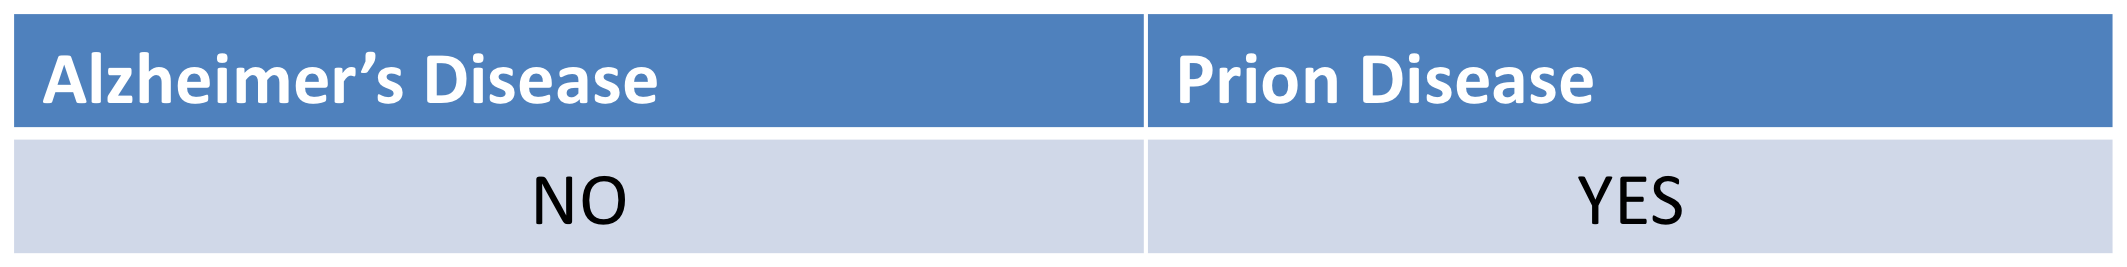 Alzheimer’s Disease Prion Disease
NO YES